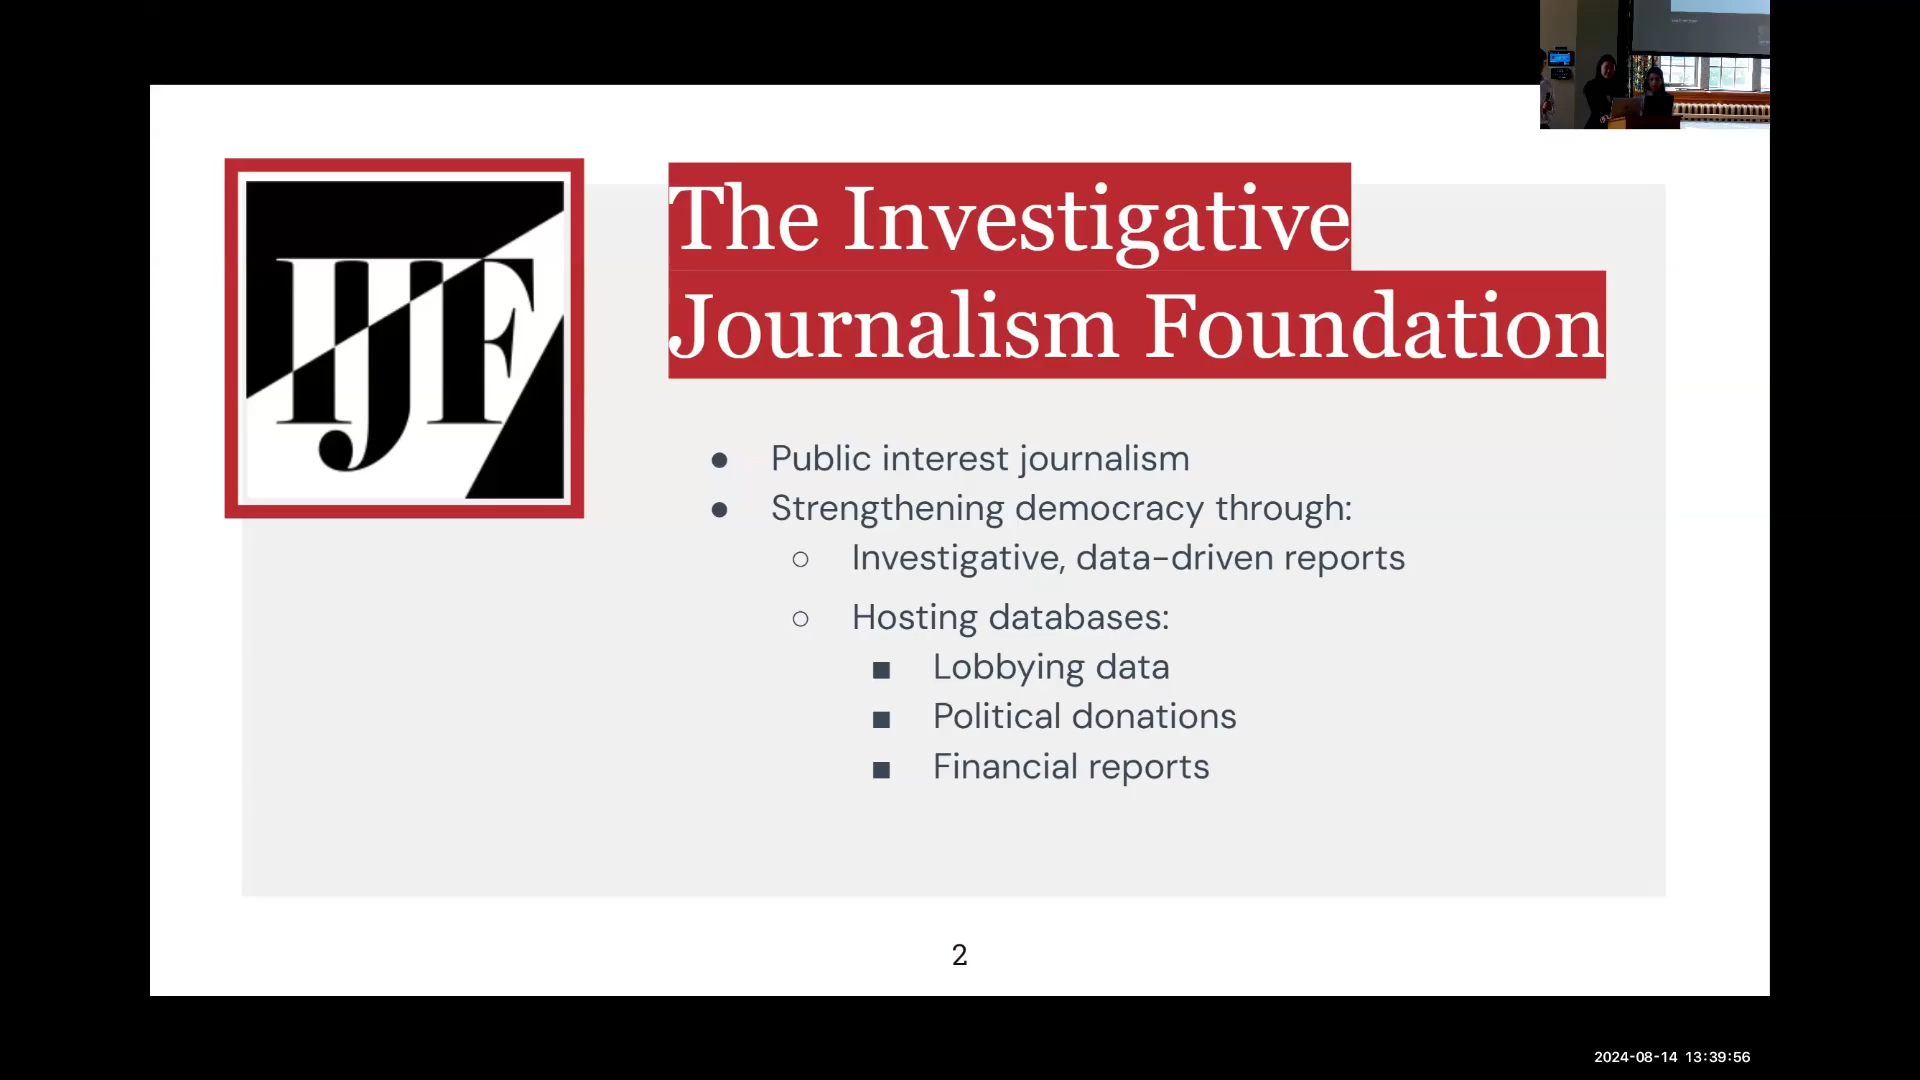 IJF
The Investigative
Journalism Foundation
● Public interest journalism
● Strengthening democracy through:
○ Investigative, data-driven reports
○ Hosting databases:
■ Lobbying data
■ Political donations
■ Financial reports
2
2024-08-14 13:39:56